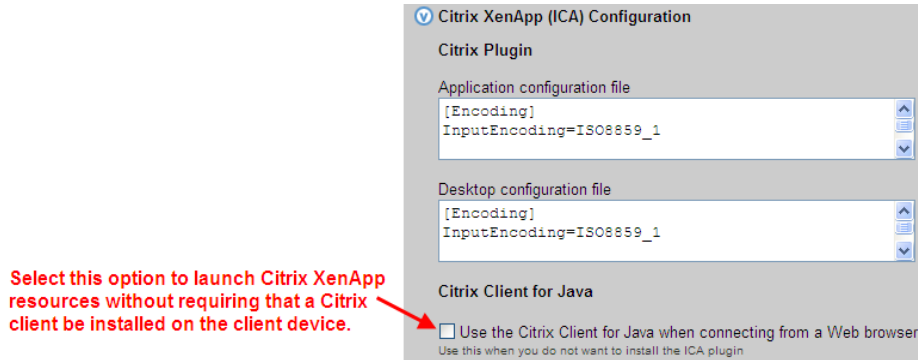 Citrix XenApp (ICA) Configuration
Citrix Plugin
Application configuration file
[Encoding]
InputEncoding=ISO8859_1
Desktop configuration file
[Encoding]
InputEncoding=ISO8859_1
Select this option to launch Citrix XenApp
resources without requiring that a Citrix
client be installed on the client device.
Citrix Client for Java
Use the Citrix Client for Java when connecting from a Web browser
Use this when you do not want to install the ICA plugin